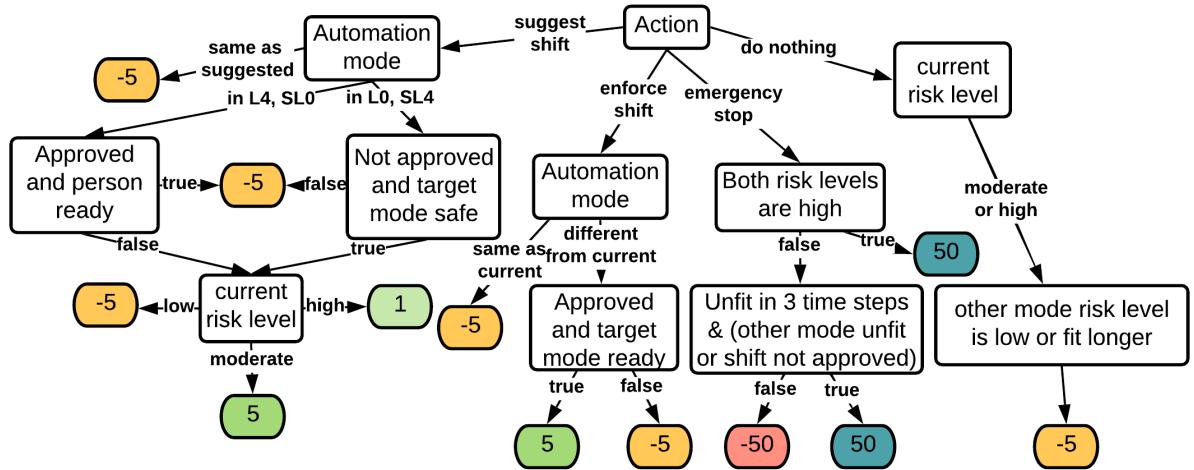 Action
suggest
shift
Automation
mode
same as
suggested
-5
in L4, SL0
in L0, SL4
Approved
and person
ready
true
-5
false
Not approved
and target
mode safe
false
true
current
risk level
low
-5
high
1
moderate
5
enforce
shift
Automation
mode
same as
current
-5
different
from current
Approved
and target
mode ready
true
5
false
-5
emergency
stop
Both risk levels
are high
true
50
false
Unfit in 3 time steps
& (other mode unfit
or shift not approved)
false
-50
true
50
do nothing
current
risk level
moderate
or high
other mode risk level
is low or fit longer
-5